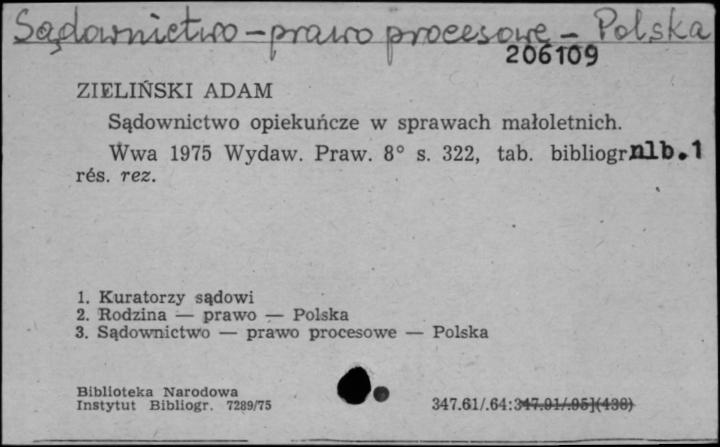 Sądownictwo - prawo procesowe - Polska
206109
ZIELIŃSKI ADAM
Sądownictwo opiekuńcze w sprawach małoletnich.
Wwa 1975 Wydaw. Praw. 8° s. 322, tab. bibliogr nlb.1
rés. rez.
1. Kuratorzy sądowi
2. Rodzina — prawo — Polska
3. Sądownictwo — prawo procesowe — Polska
Biblioteka Narodowa
Instytut Bibliogr. 7289/75
347.61/.64:347.91/.95](438)